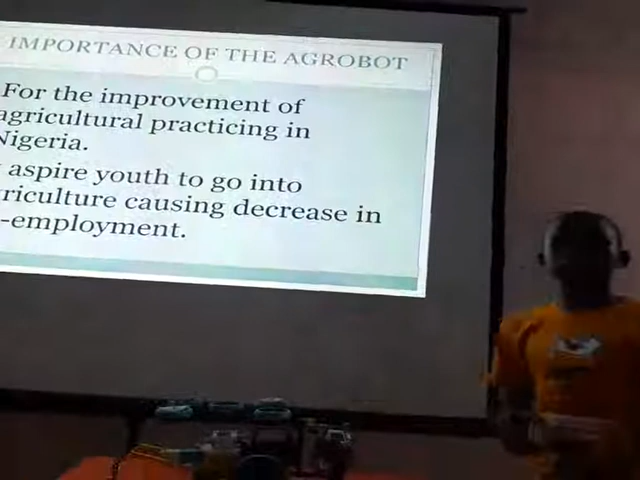 IMPORTANCE OF THE AGROBOT
For the improvement of
agricultural practicing in
Nigeria.
aspire youth to go into
riculture causing decrease in
-employment.